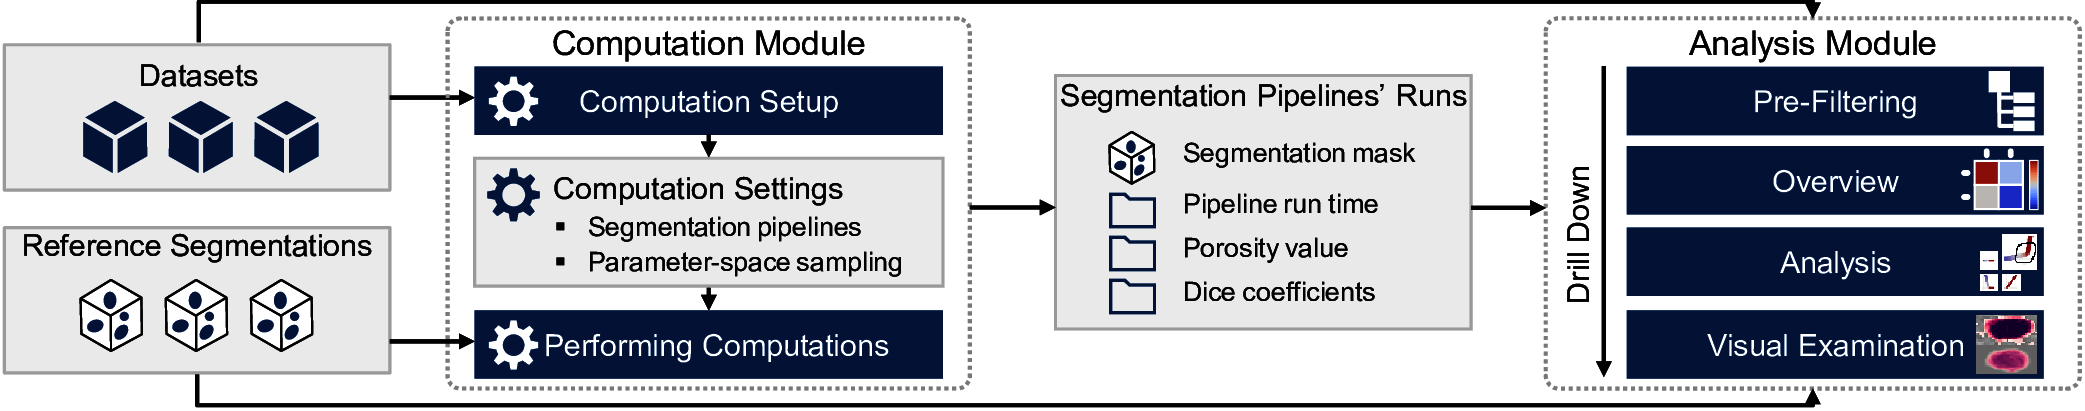 Datasets
Reference Segmentations
Computation Module
Computation Setup
Computation Settings
▪ Segmentation pipelines
▪ Parameter-space sampling
Performing Computations
Segmentation Pipelines’ Runs
Segmentation mask
Pipeline run time
Porosity value
Dice coefficients
Analysis Module
Drill Down
Pre-Filtering
Overview
Analysis
Visual Examination